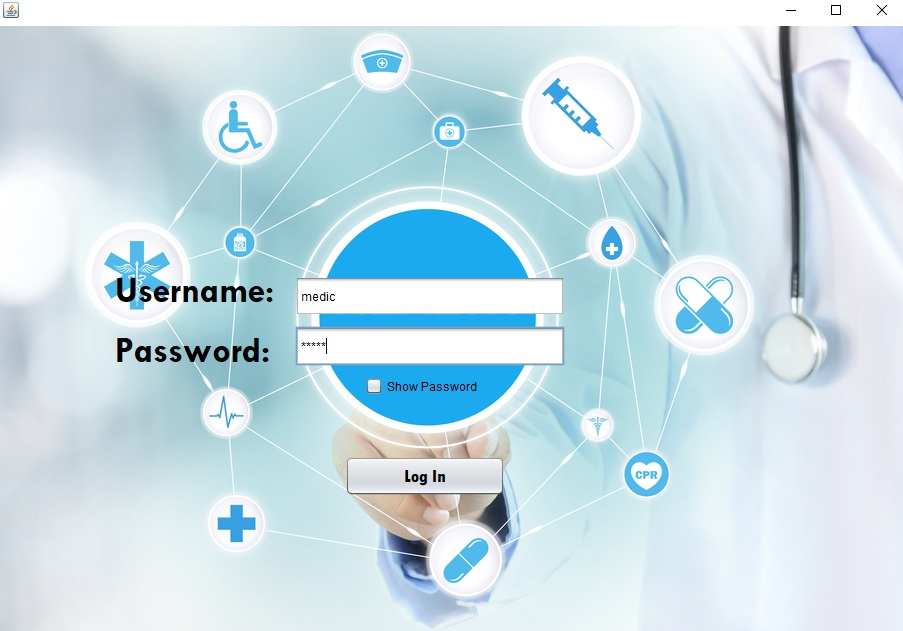 Username:
medic
Password:
*****
Show Password
Log In
CPR